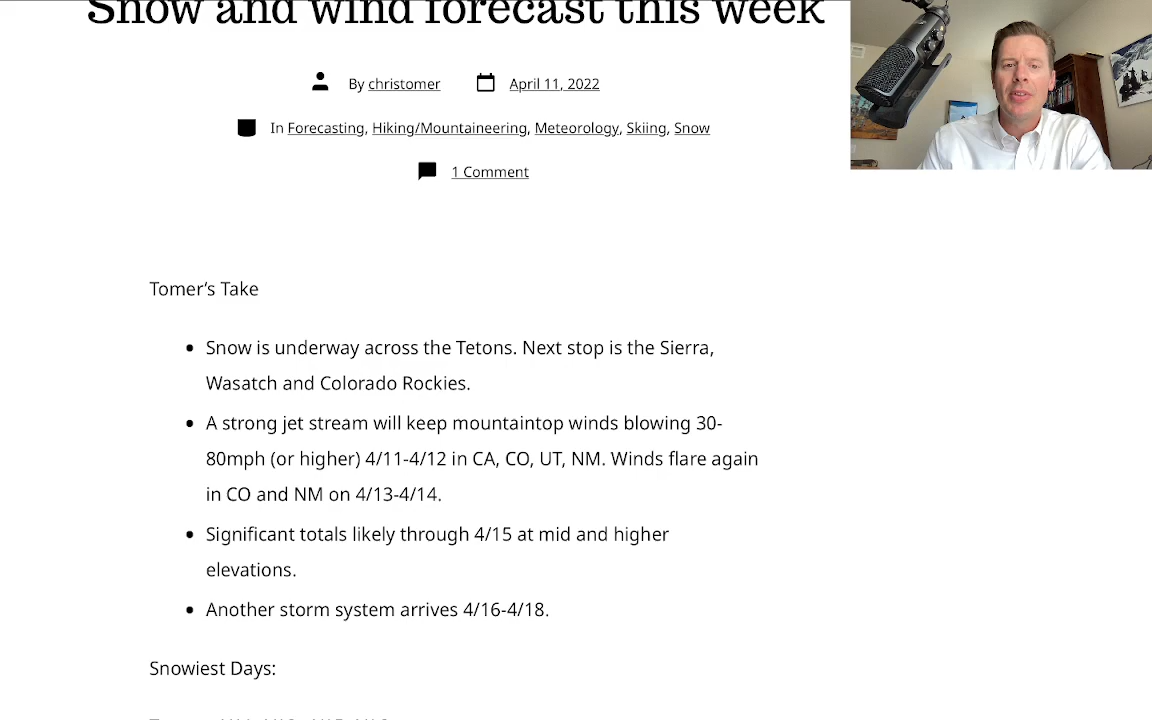 Snow and wind forecast this week
By christomer April 11, 2022
In Forecasting, Hiking/Mountaineering, Meteorology, Skiing, Snow
1 Comment
Tomer’s Take
• Snow is underway across the Tetons. Next stop is the Sierra,
Wasatch and Colorado Rockies.
• A strong jet stream will keep mountaintop winds blowing 30-
80mph (or higher) 4/11-4/12 in CA, CO, UT, NM. Winds flare again
in CO and NM on 4/13-4/14.
• Significant totals likely through 4/15 at mid and higher
elevations.
• Another storm system arrives 4/16-4/18.
Snowiest Days: